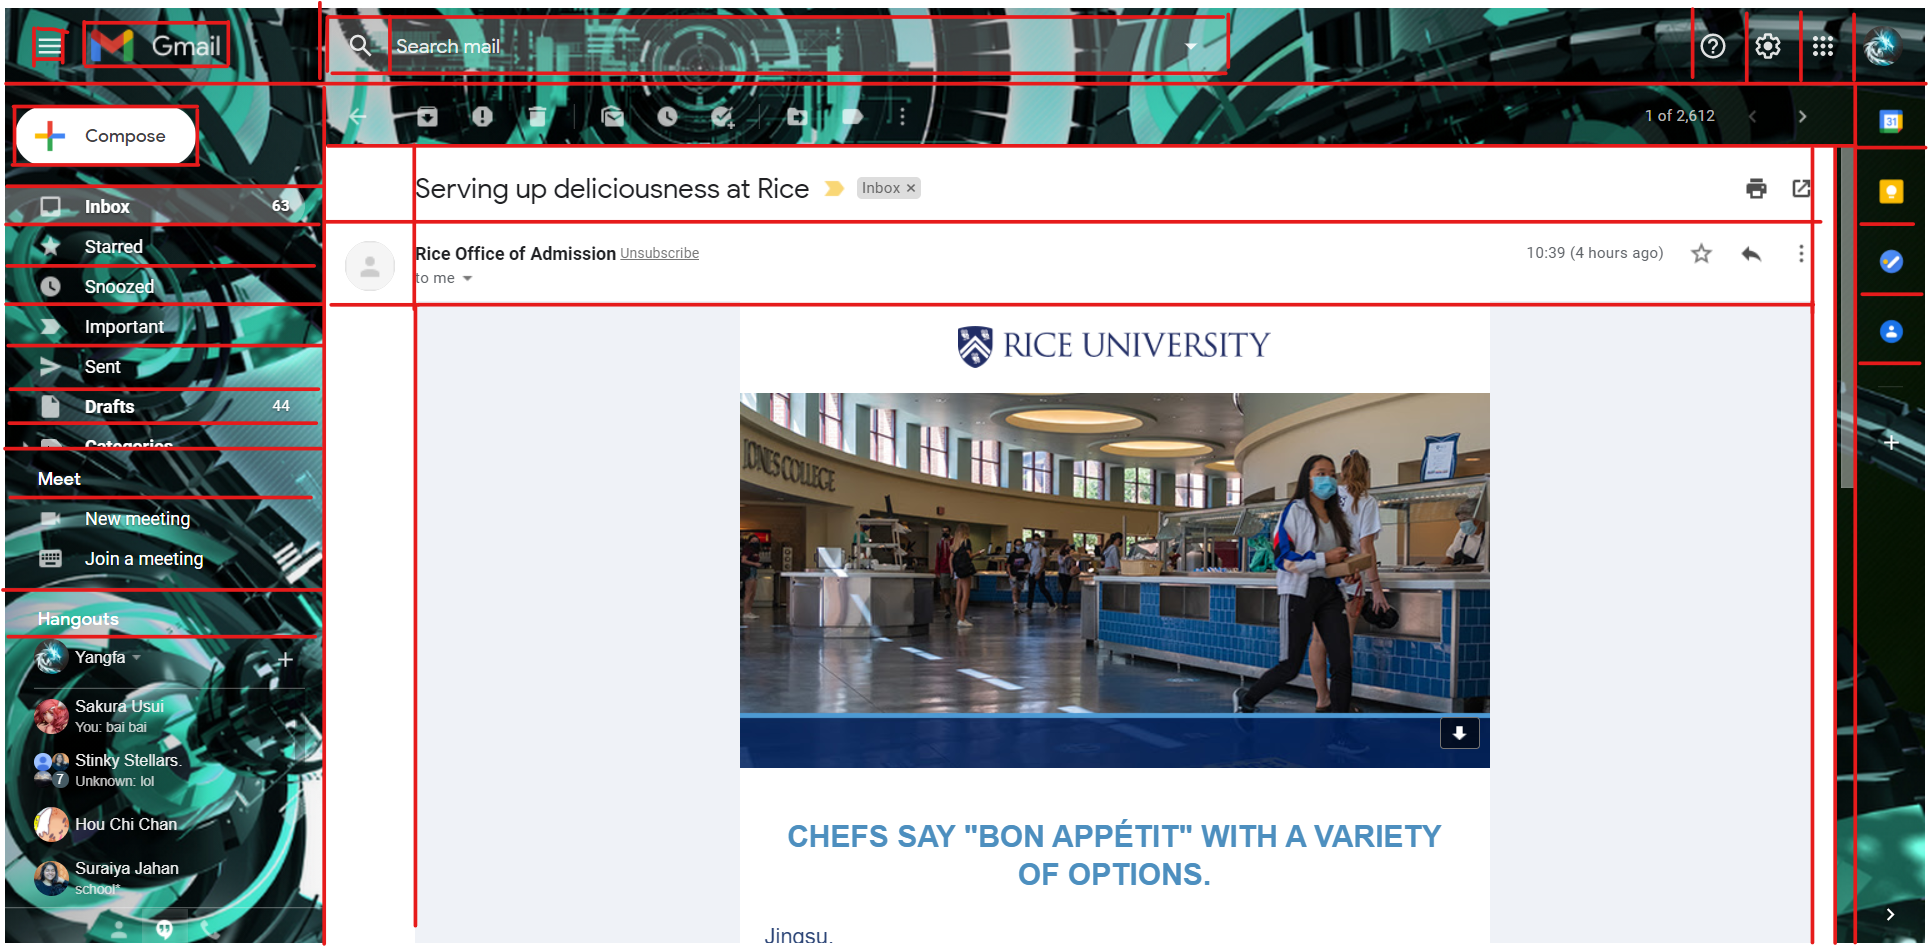 Gmail
Search mail
Compose
1 of 2,612
31
Inbox 63
Starred
Snoozed
Important
Sent
Drafts 44
Categories
Meet
New meeting
Join a meeting
Hangouts
Yangfa
Sakura Usui
You: bai bai
Stinky Stellars.
7 Unknown: lol
Hou Chi Chan
Suraiya Jahan
school*
Serving up deliciousness at Rice Inbox ×
Rice Office of Admission Unsubscribe 10:39 (4 hours ago)
to me
RICE UNIVERSITY
JONES COLLEGE
CHEFS SAY "BON APPÉTIT" WITH A VARIETY
OF OPTIONS.
Jingsu,